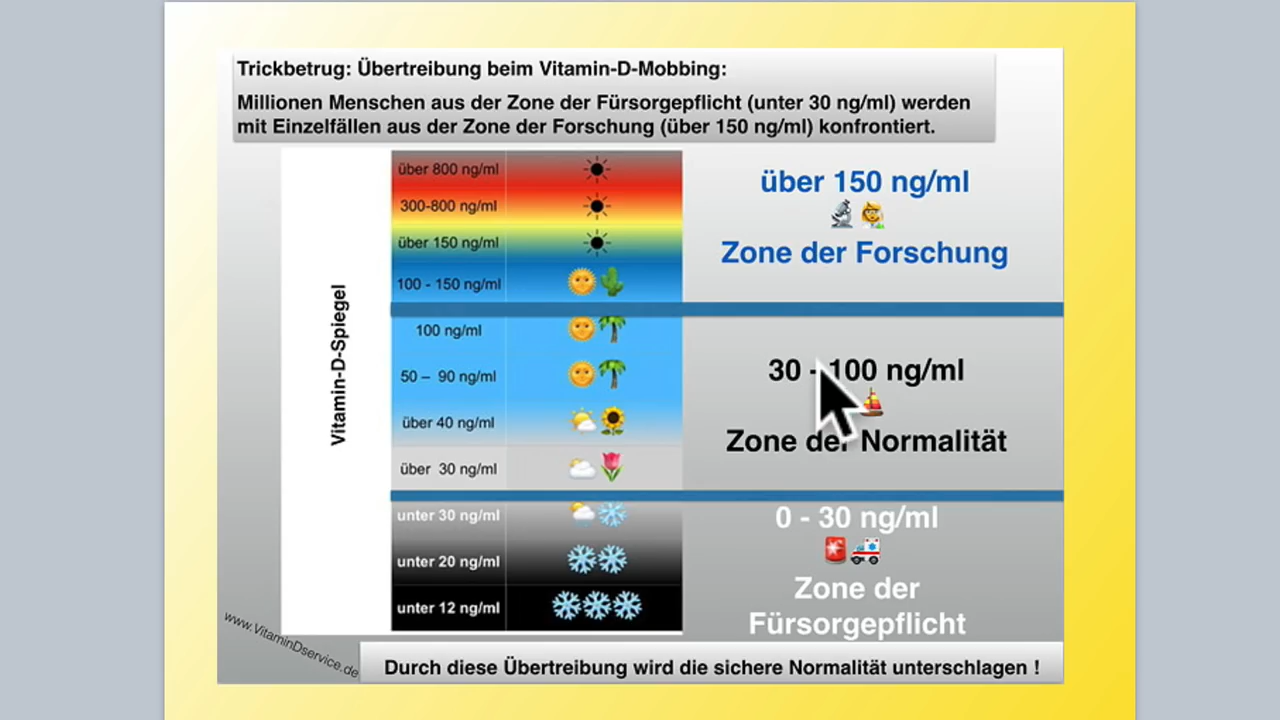 Trickbetrug: Übertreibung beim Vitamin-D-Mobbing:
Millionen Menschen aus der Zone der Fürsorgepflicht (unter 30 ng/ml) werden
mit Einzelfällen aus der Zone der Forschung (über 150 ng/ml) konfrontiert.
Vitamin-D-Spiegel
über 800 ng/ml
300-800 ng/ml
über 150 ng/ml
100 - 150 ng/ml
über 150 ng/ml
Zone der Forschung
100 ng/ml
50 – 90 ng/ml
über 40 ng/ml
über 30 ng/ml
30 - 100 ng/ml
Zone der Normalität
unter 30 ng/ml
unter 20 ng/ml
unter 12 ng/ml
0 - 30 ng/ml
Zone der
Fürsorgepflicht
www.VitaminDservice.de
Durch diese Übertreibung wird die sichere Normalität unterschlagen !